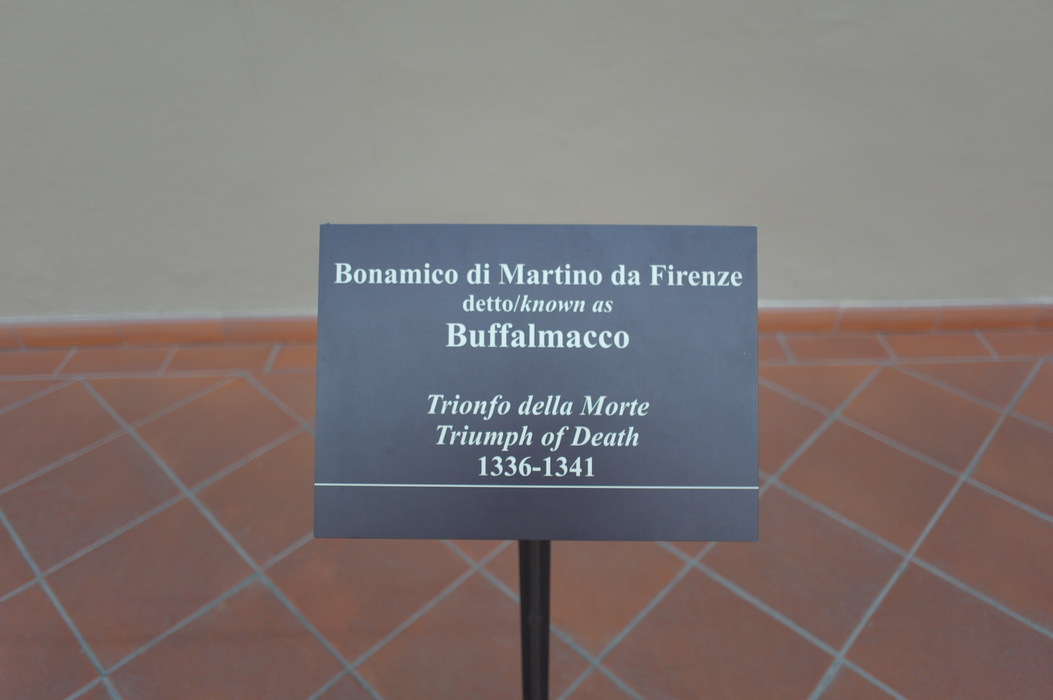 Bonamico di Martino da Firenze
detto/known as
Buffalmacco
Trionfo della Morte
Triumph of Death
1336-1341